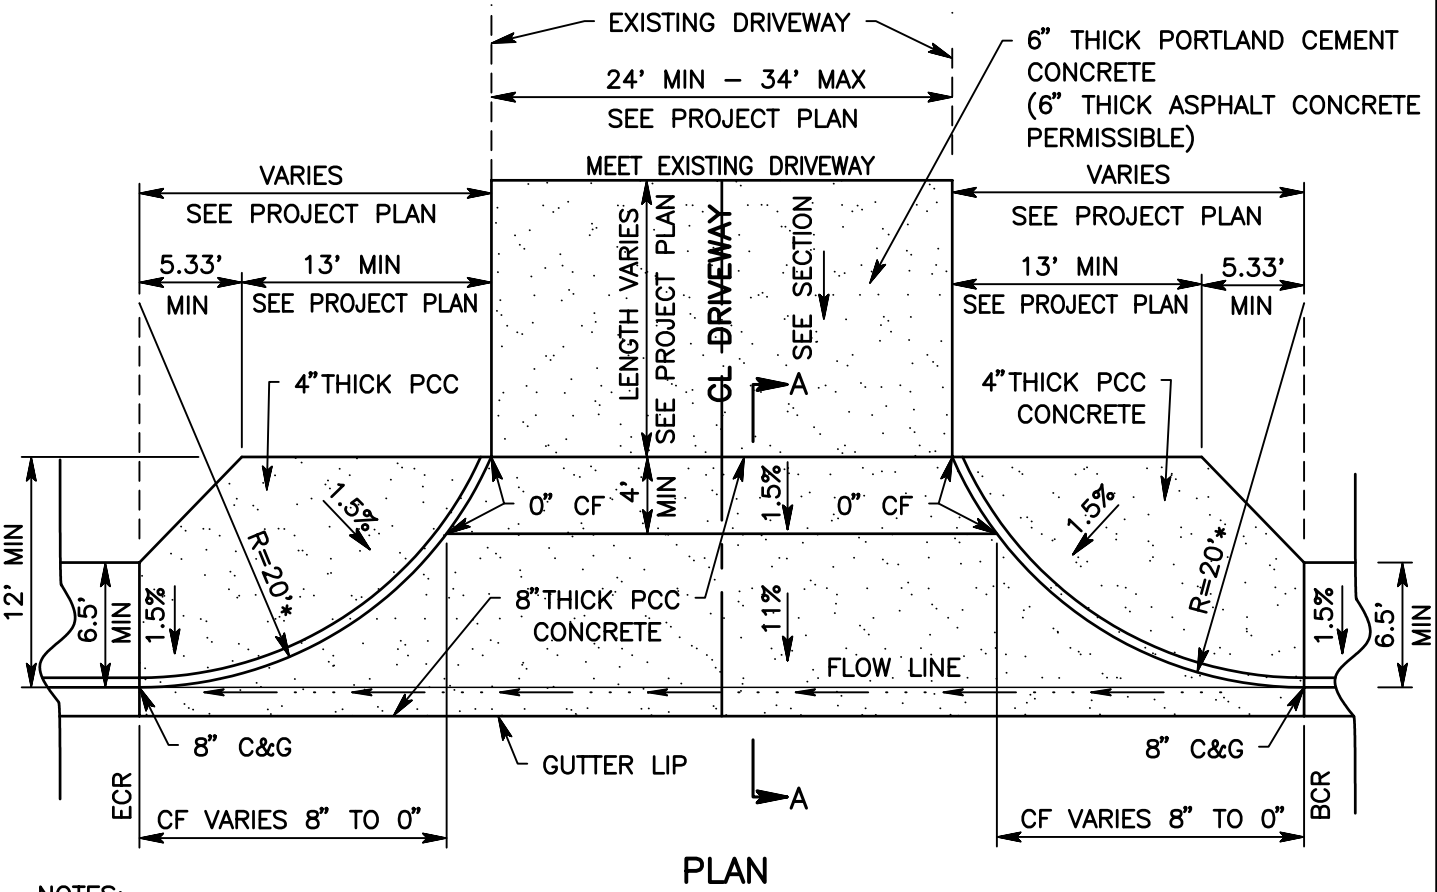 EXISTING DRIVEWAY
6" THICK PORTLAND CEMENT
CONCRETE
(6" THICK ASPHALT CONCRETE
PERMISSIBLE)
24' MIN – 34' MAX
SEE PROJECT PLAN
MEET EXISTING DRIVEWAY
VARIES
SEE PROJECT PLAN
VARIES
SEE PROJECT PLAN
5.33'
MIN
13' MIN
SEE PROJECT PLAN
LENGTH VARIES
SEE PROJECT PLAN
CL DRIVEWAY
SEE SECTION
13' MIN
SEE PROJECT PLAN
5.33'
MIN
4" THICK PCC
A
4" THICK PCC
CONCRETE
12' MIN
1.5%
R=20'*
0" CF
4'
MIN
1.5%
0" CF
1.5%
R=20'*
6.5'
MIN
1.5%
8" THICK PCC
CONCRETE
11%
FLOW LINE
1.5%
6.5'
MIN
8" C&G
GUTTER LIP
8" C&G
ECR
A
BCR
CF VARIES 8" TO 0"
CF VARIES 8" TO 0"
PLAN
NOTES: